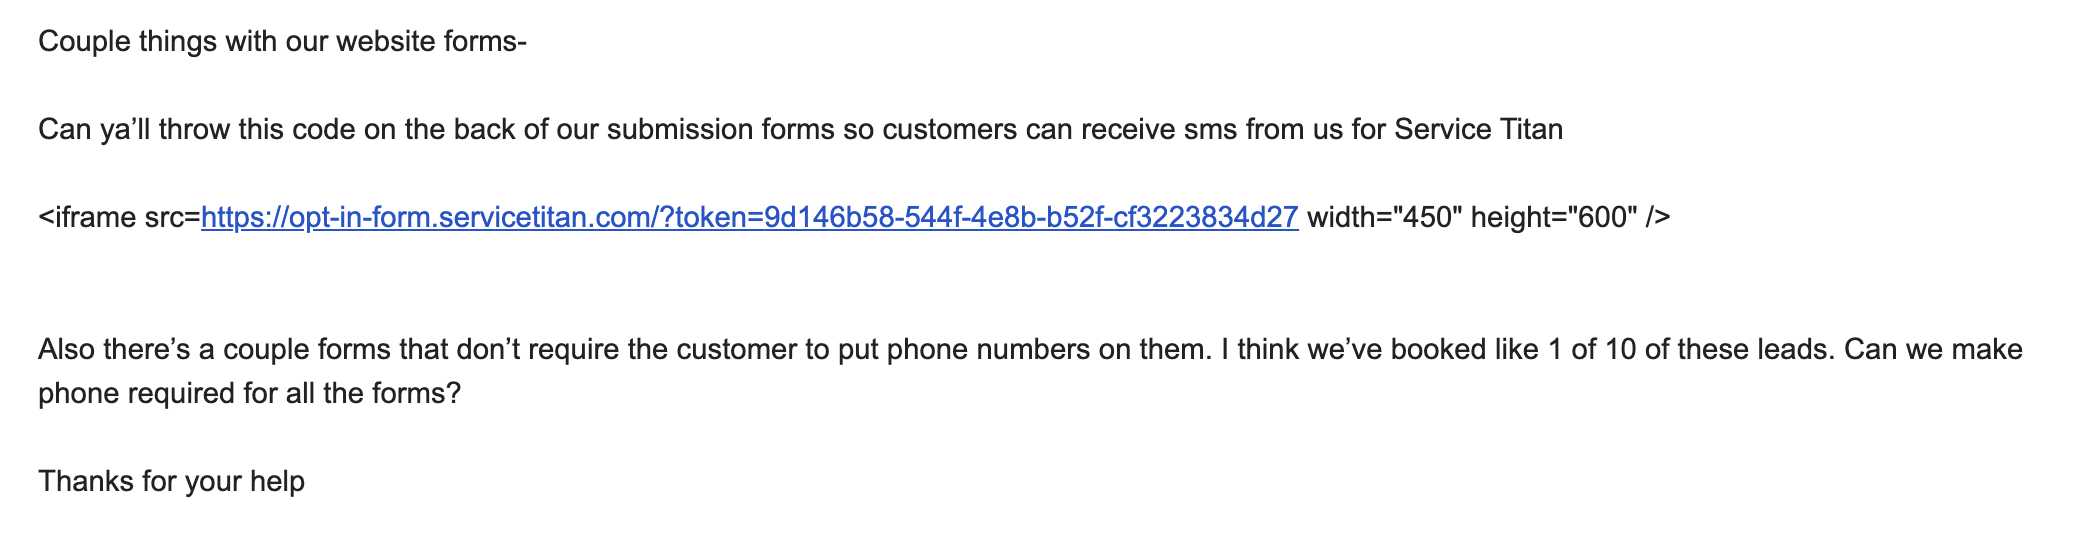 Couple things with our website forms-
Can ya’ll throw this code on the back of our submission forms so customers can receive sms from us for Service Titan
<iframe src=https://opt-in-form.servicetitan.com/?token=9d146b58-544f-4e8b-b52f-cf3223834d27 width="450" height="600" />
Also there’s a couple forms that don’t require the customer to put phone numbers on them. I think we’ve booked like 1 of 10 of these leads. Can we make
phone required for all the forms?
Thanks for your help